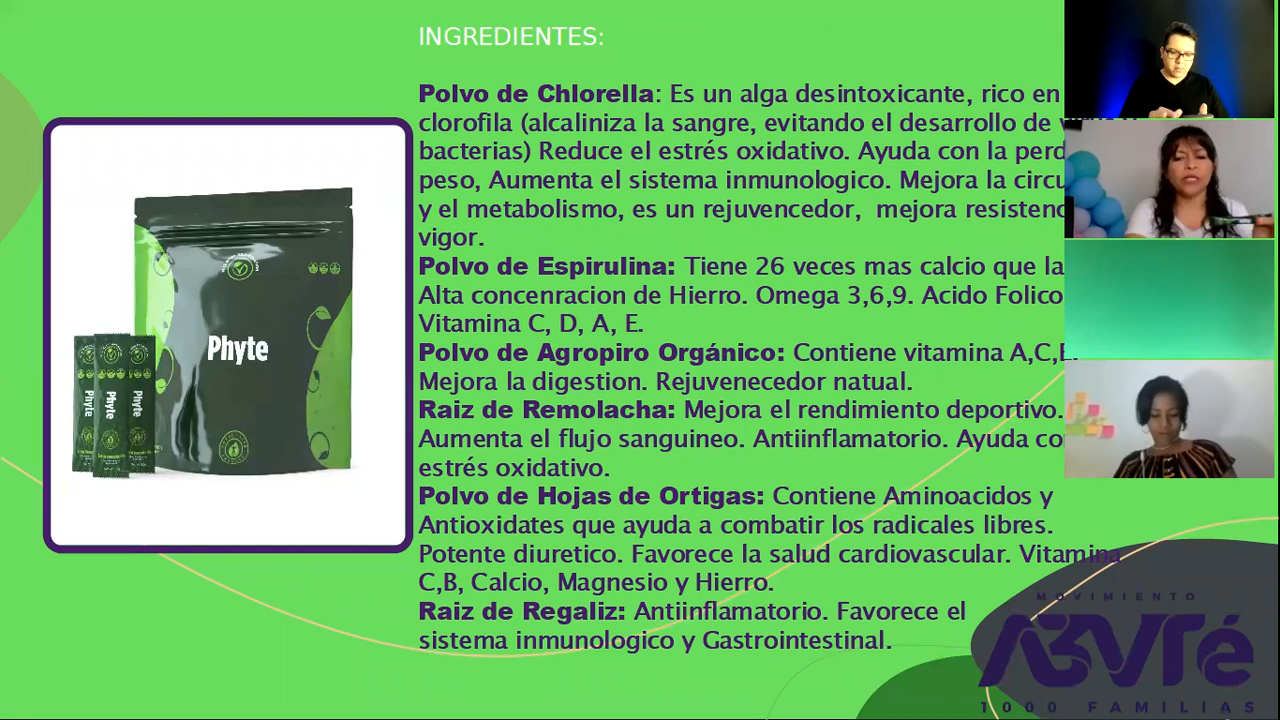 INGREDIENTES:
Polvo de Chlorella: Es un alga desintoxicante, rico en
clorofila (alcaliniza la sangre, evitando el desarrollo de
bacterias) Reduce el estrés oxidativo. Ayuda con la perd
peso, Aumenta el sistema inmunologico. Mejora la circu
y el metabolismo, es un rejuvencedor, mejora resistenc
vigor.
Polvo de Espirulina: Tiene 26 veces mas calcio que la
Alta concenracion de Hierro. Omega 3,6,9. Acido Folico
Vitamina C, D, A, E.
Polvo de Agropiro Orgánico: Contiene vitamina A,C,E.
Mejora la digestion. Rejuvenecedor natual.
Raiz de Remolacha: Mejora el rendimiento deportivo.
Aumenta el flujo sanguineo. Antiinflamatorio. Ayuda co
estrés oxidativo.
Polvo de Hojas de Ortigas: Contiene Aminoacidos y
Antioxidates que ayuda a combatir los radicales libres.
Potente diuretico. Favorece la salud cardiovascular. Vitamina
C,B, Calcio, Magnesio y Hierro.
Raiz de Regaliz: Antiinflamatorio. Favorece el
sistema inmunologico y Gastrointestinal.
Phyte
Phyte
Phyte
Phyte
MOVIMIENTO
1000 FAMILIAS